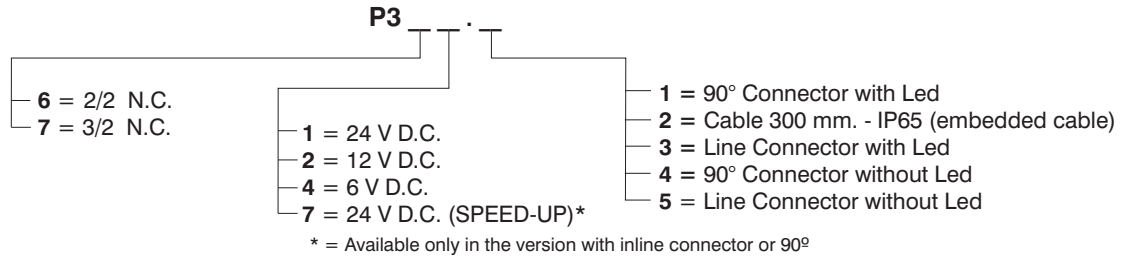 P3 _ _ . _
6 = 2/2 N.C.
7 = 3/2 N.C.
1 = 24 V D.C.
2 = 12 V D.C.
4 = 6 V D.C.
7 = 24 V D.C. (SPEED-UP)*
1 = 90° Connector with Led
2 = Cable 300 mm. - IP65 (embedded cable)
3 = Line Connector with Led
4 = 90° Connector without Led
5 = Line Connector without Led
* = Available only in the version with inline connector or 90º